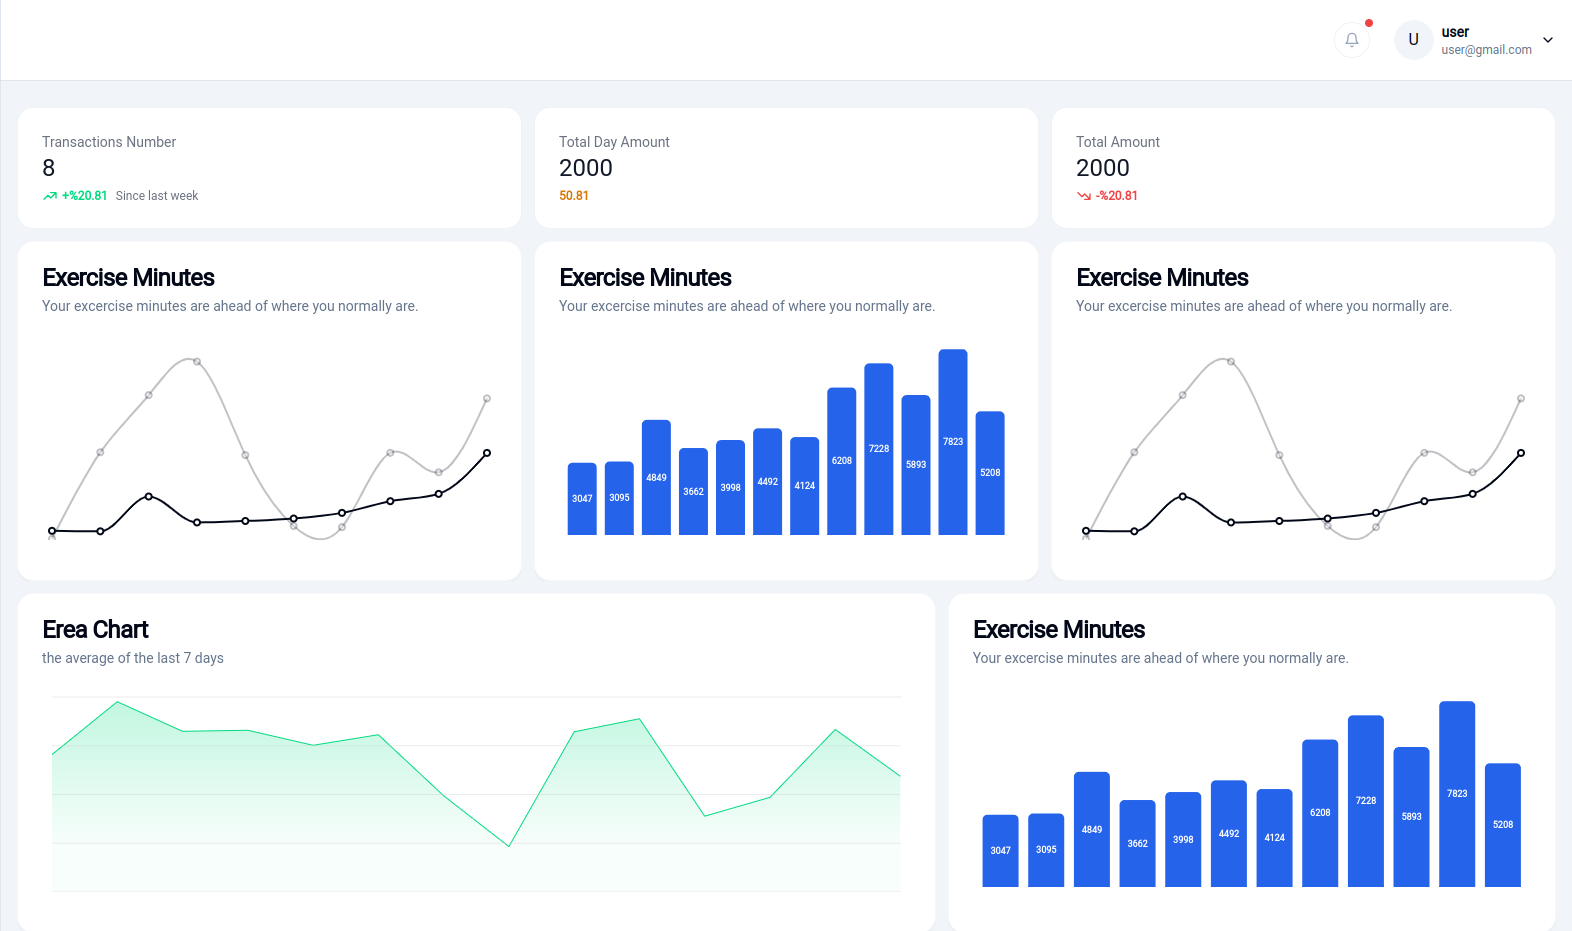 U
user
user@gmail.com
Transactions Number
8
+%20.81 Since last week
Total Day Amount
2000
50.81
Total Amount
2000
-%20.81
Exercise Minutes
Your excercise minutes are ahead of where you normally are.
Exercise Minutes
Your excercise minutes are ahead of where you normally are.
3047
3095
4849
3662
3998
4492
4124
6208
7228
5893
7823
5208
Exercise Minutes
Your excercise minutes are ahead of where you normally are.
Erea Chart
the average of the last 7 days
Exercise Minutes
Your excercise minutes are ahead of where you normally are.
3047
3095
4849
3662
3998
4492
4124
6208
7228
5893
7823
5208